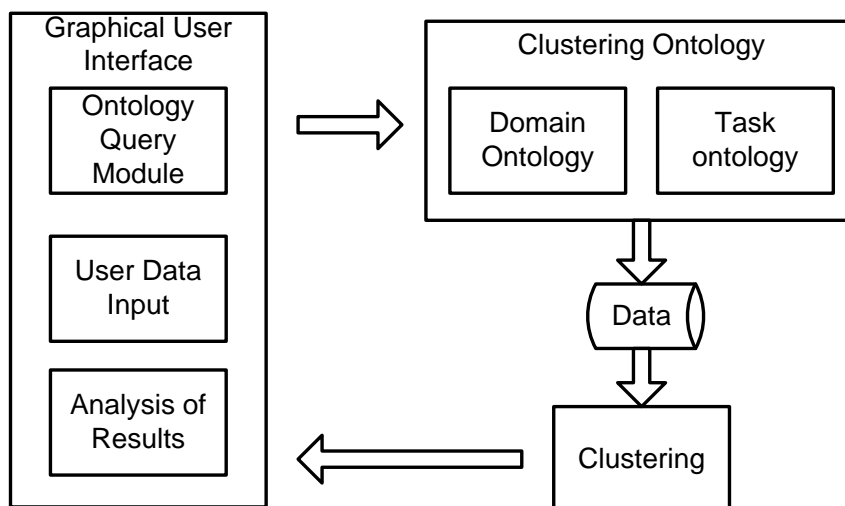 Graphical User
Interface
Ontology
Query
Module
User Data
Input
Analysis of
Results
Clustering Ontology
Domain
Ontology
Task
ontology
Data
Clustering